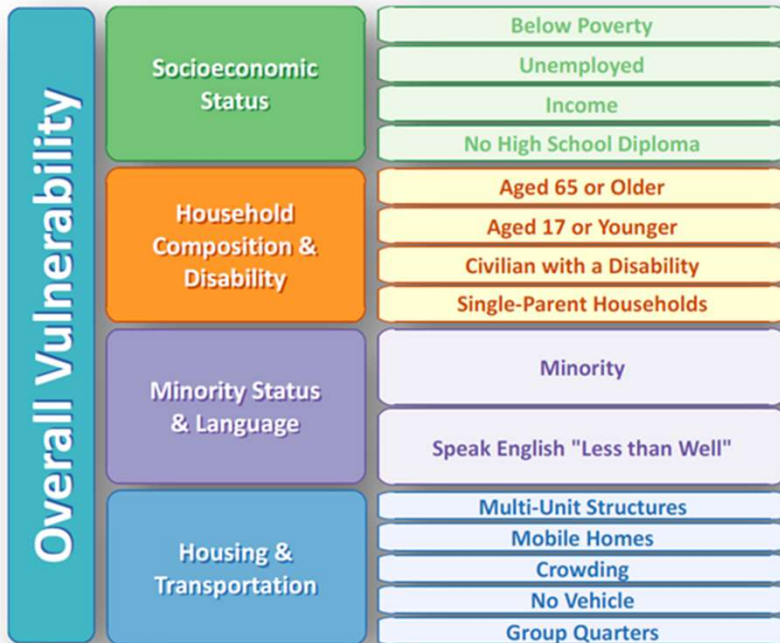 Overall Vulnerability
Socioeconomic
Status
Below Poverty
Unemployed
Income
No High School Diploma
Household
Composition &
Disability
Aged 65 or Older
Aged 17 or Younger
Civilian with a Disability
Single-Parent Households
Minority Status
& Language
Minority
Speak English "Less than Well"
Housing &
Transportation
Multi-Unit Structures
Mobile Homes
Crowding
No Vehicle
Group Quarters